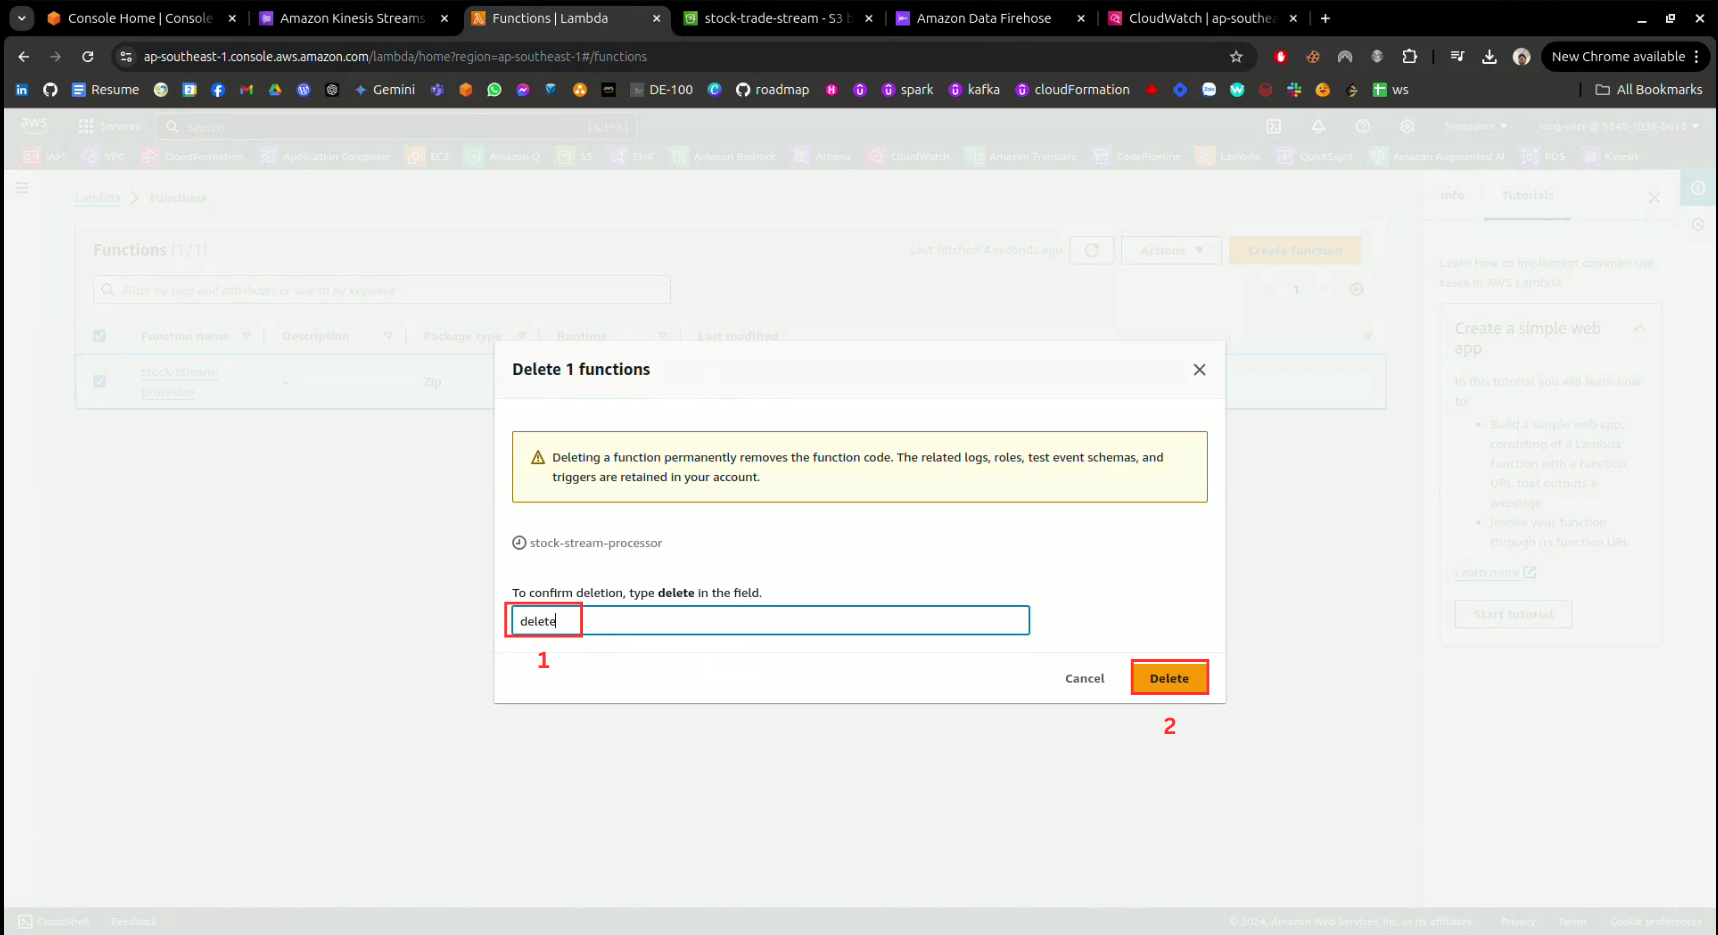 Console Home | Console
Amazon Kinesis Streams
Functions | Lambda
stock-trade-stream - S3 b
Amazon Data Firehose
CloudWatch | ap-southea
ap-southeast-1.console.aws.amazon.com/lambda/home?region=ap-southeast-1#/functions
New Chrome available
Resume
Gemini
DE-100
roadmap
spark
kafka
cloudFormation
ws
All Bookmarks
aws
Services
Search
[Alt+S]
Singapore
long-user @ 5248-7038-8615
IAM
VPC
CloudFormation
Application Composer
EC2
Amazon Q
S3
EMR
Amazon Bedrock
Athena
CloudWatch
Amazon Translate
CodePipeline
Lambda
QuickSight
Amazon Augmented AI
RDS
Kinesis
Lambda
Functions
Info
Tutorials
Functions (1/1)
Last fetched 4 seconds ago
Actions
Create function
Filter by tags and attributes or search by keyword
1
Function name
Description
Package type
Runtime
Last modified
stock-stream-
processor
-
Zip
Learn how to implement common use
cases in AWS Lambda.
Create a simple web
app
In this tutorial you will learn how
to:
Build a simple web app,
consisting of a Lambda
function with a function
URL that outputs a
webpage
Invoke your function
through its function URL
Learn more
Start tutorial
Delete 1 functions
Deleting a function permanently removes the function code. The related logs, roles, test event schemas, and
triggers are retained in your account.
stock-stream-processor
To confirm deletion, type delete in the field.
delete
1
Cancel
Delete
2
CloudShell
Feedback
© 2024, Amazon Web Services, Inc. or its affiliates.
Privacy
Terms
Cookie preferences